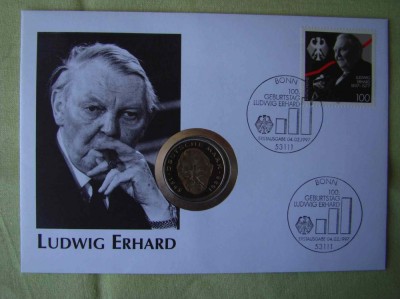 LUDWIG ERHARD
100
BONN
100.
GEBURTSTAG
LUDWIG ERHARD
53111
BONN
100.
GEBURTSTAG
LUDWIG ERHARD
53111